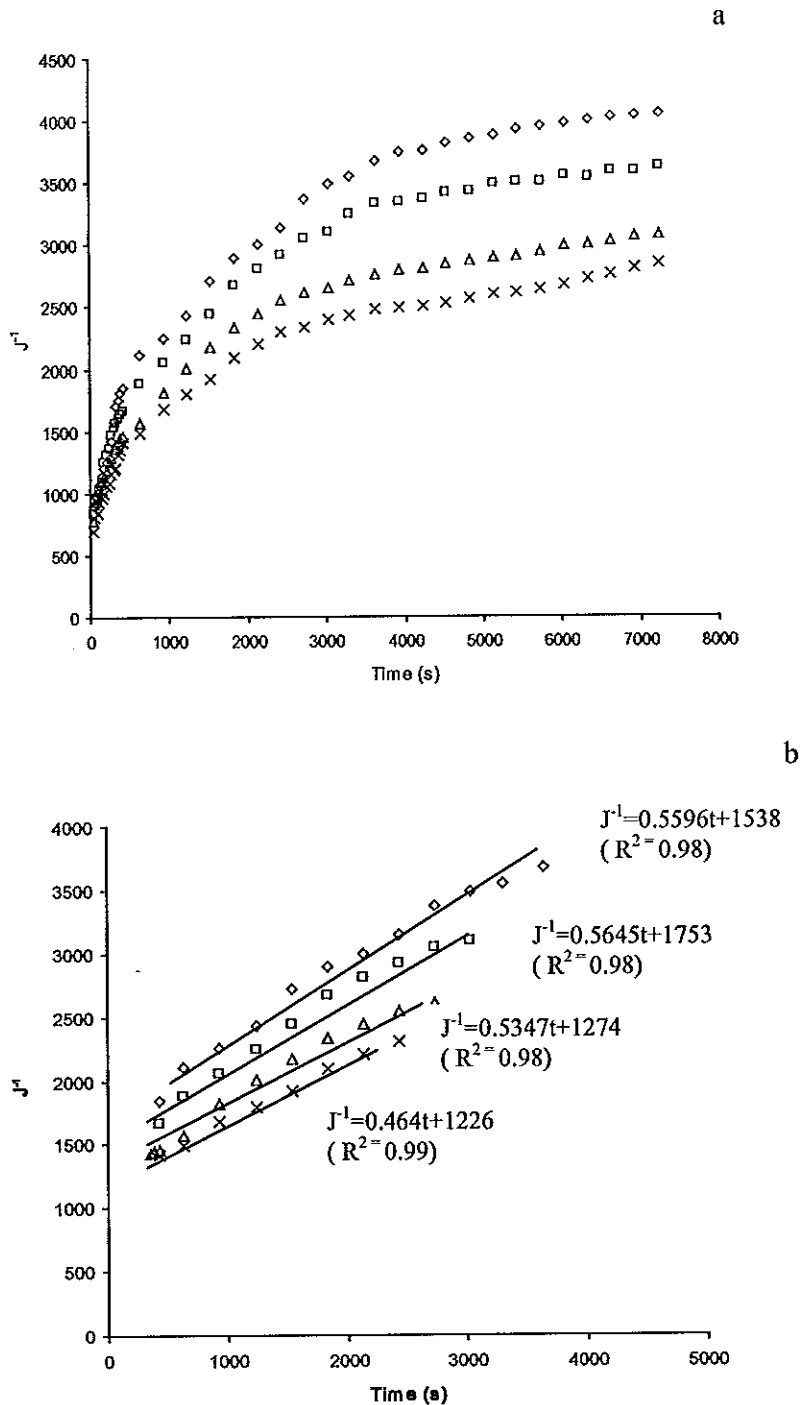 a
4500
4000
3500
3000
2500
2000
1500
1000
500
0
J-1
0 1000 2000 3000 4000 5000 6000 7000 8000
Time (s)
b
4000
3500
3000
2500
2000
1500
1000
500
0
J-1
0 1000 2000 3000 4000 5000
Time (s)
J-1=0.5596t+1538
( R2 = 0.98)
J-1=0.5645t+1753
( R2 = 0.98)
J-1=0.5347t+1274
( R2 = 0.98)
J-1=0.464t+1226
( R2 = 0.99)